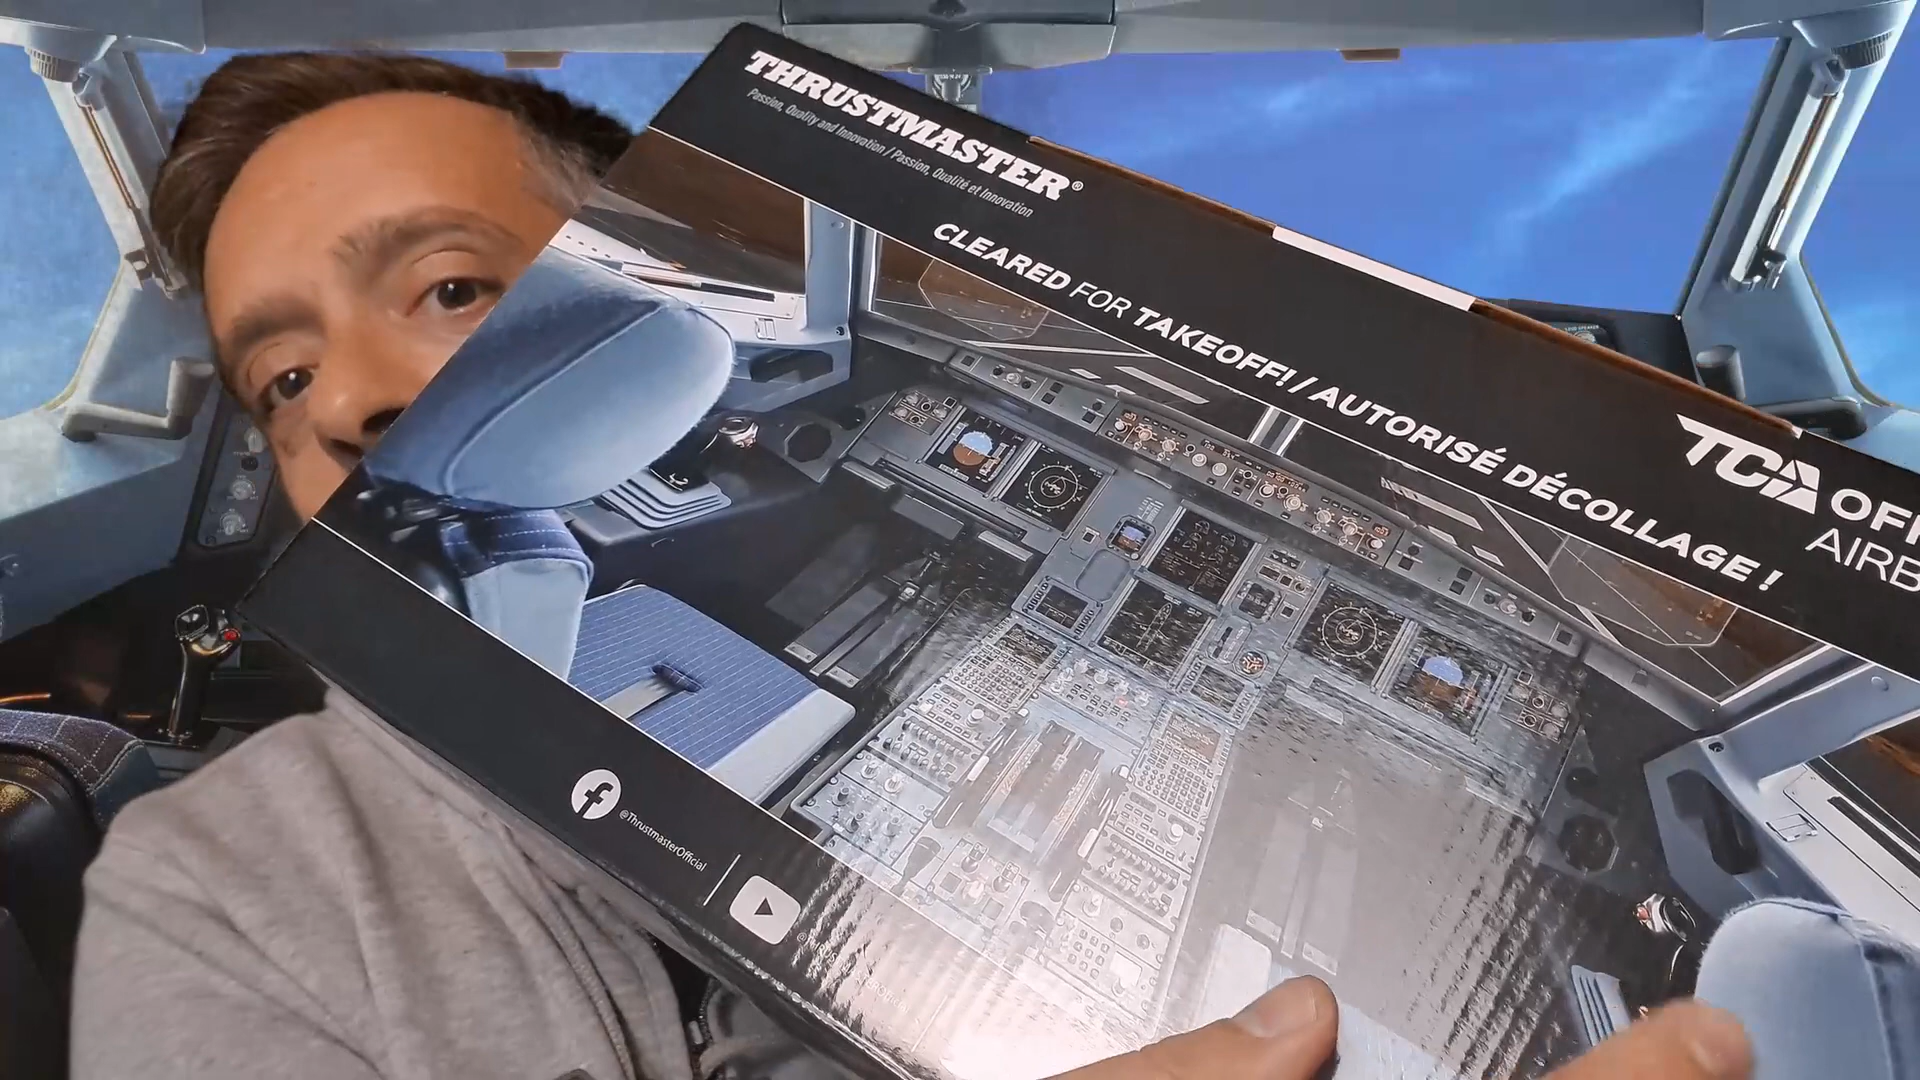 THRUSTMASTER®
Passion, Quality and Innovation / Passion, Qualité et Innovation
CLEARED FOR TAKEOFF! / AUTORISÉ DÉCOLLAGE !
TCA OFF
AIRB
@ThrustmasterOfficial